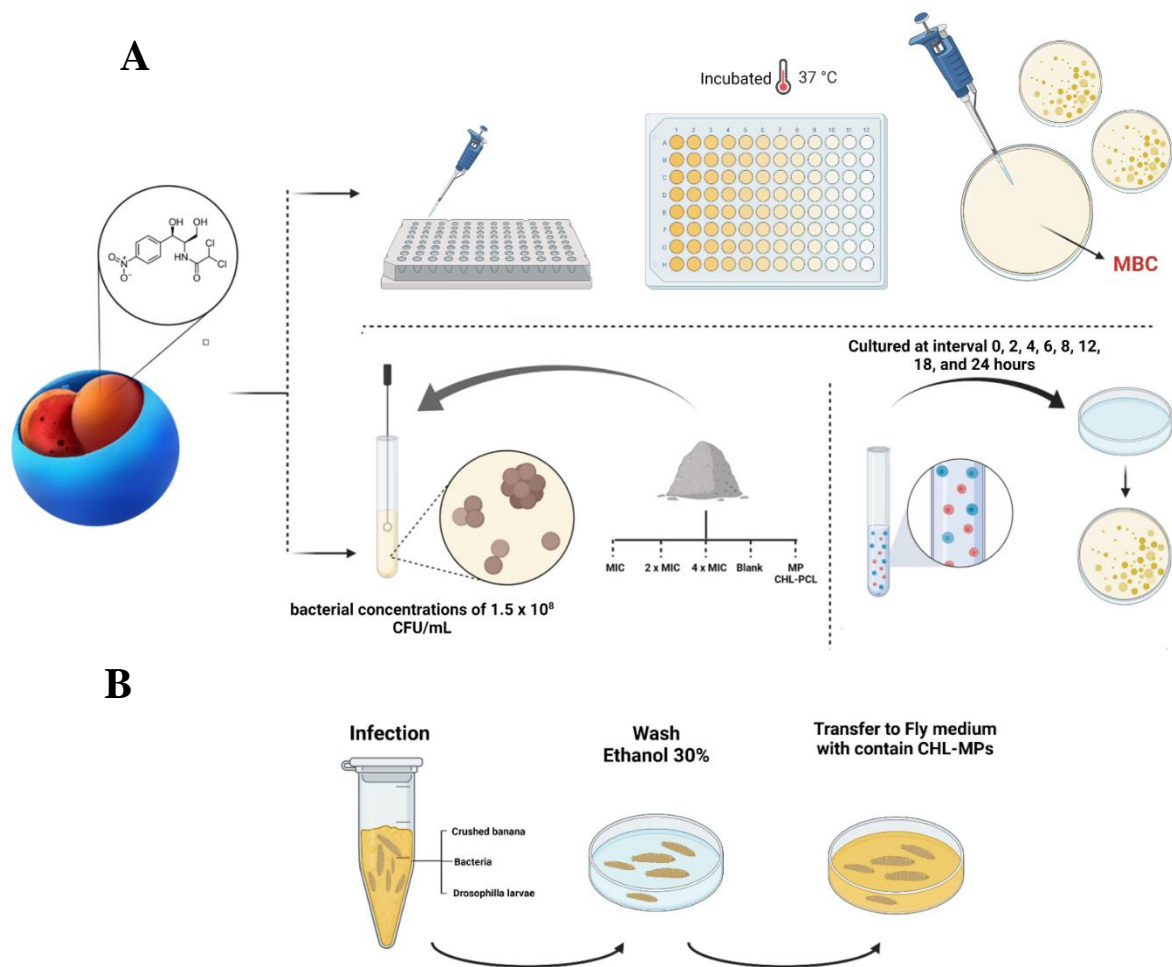 A
Incubated 37 °C
1 2 3 4 5 6 7 8 9 10 11 12
A
B
C
D
E
F
G
H
MBC
OH OH
O
N+
O-
HN
O
Cl
Cl
Cultured at interval 0, 2, 4, 6, 8, 12,
18, and 24 hours
MIC 2 x MIC 4 x MIC Blank MP
CHL-PCL
bacterial concentrations of 1.5 x 10⁸
CFU/mL
B
Infection
Crushed banana
Bacteria
Drosophilla larvae
Wash
Ethanol 30%
Transfer to Fly medium
with contain CHL-MPs